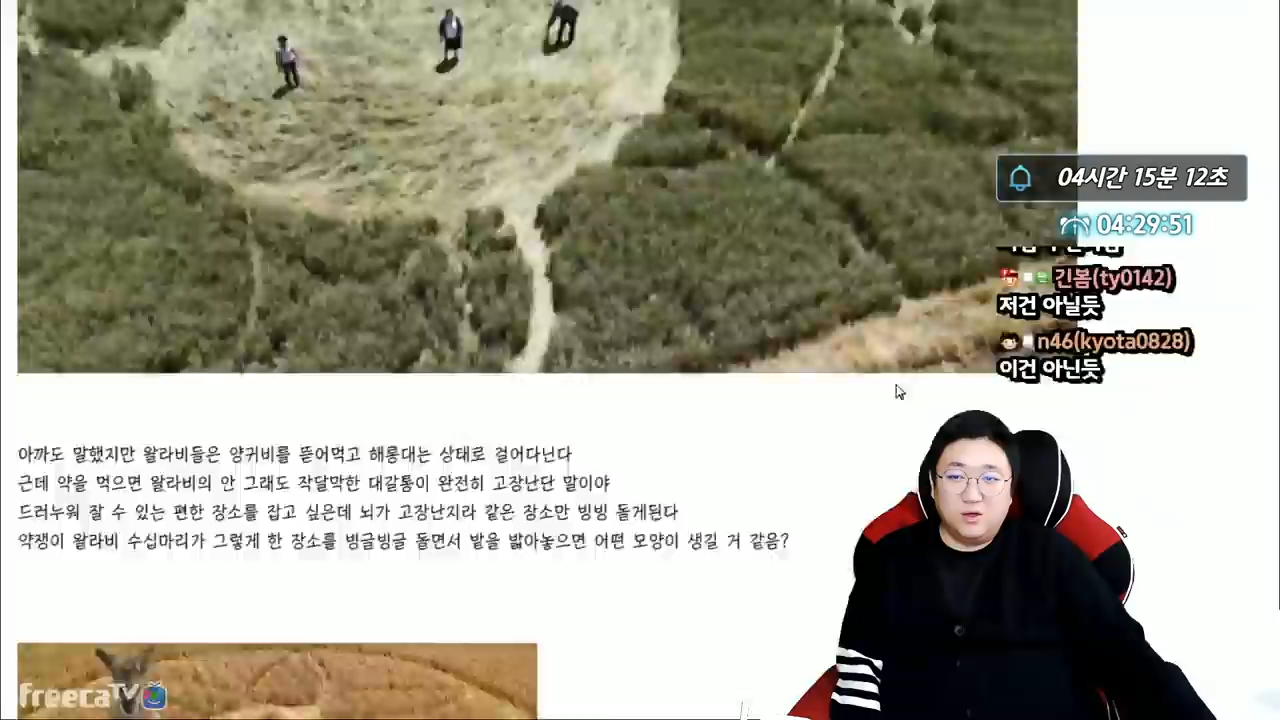 04시간 15분 12초
04:29:51
긴봄(ty0142)
저건 아닐듯
n46(kyota0828)
이건 아닌듯
아까도 말했지만 왈라비들은 양귀비를 뜯어먹고 해롱대는 상태로 걸어다닌다
근데 약을 먹으면 왈라비의 안 그래도 작달막한 대갈통이 완전히 고장난단 말이야
드러누워 잘 수 있는 편한 장소를 잡고 싶은데 뇌가 고장난지라 같은 장소만 빙빙 돌게된다
약쟁이 왈라비 수십마리가 그렇게 한 장소를 빙글빙글 돌면서 밭을 밟아놓으면 어떤 모양이 생길 거 같음?
freecaTV